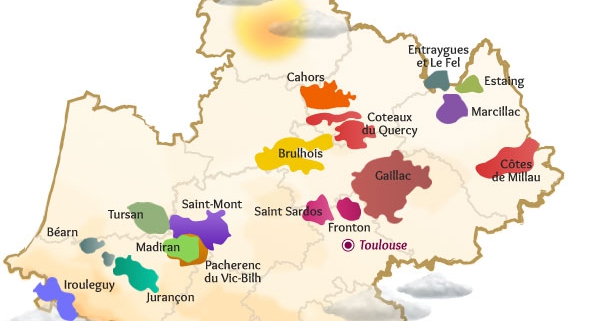 Entraygues
et Le Fel
Cahors
Estaing
Marcillac
Coteaux
du Quercy
Brulhois
Côtes
de Millau
Gaillac
Saint-Mont
Saint Sardos
Tursan
Fronton
Béarn
Madiran
Toulouse
Pacherenc
du Vic-Bilh
Irouleguy
Jurançon